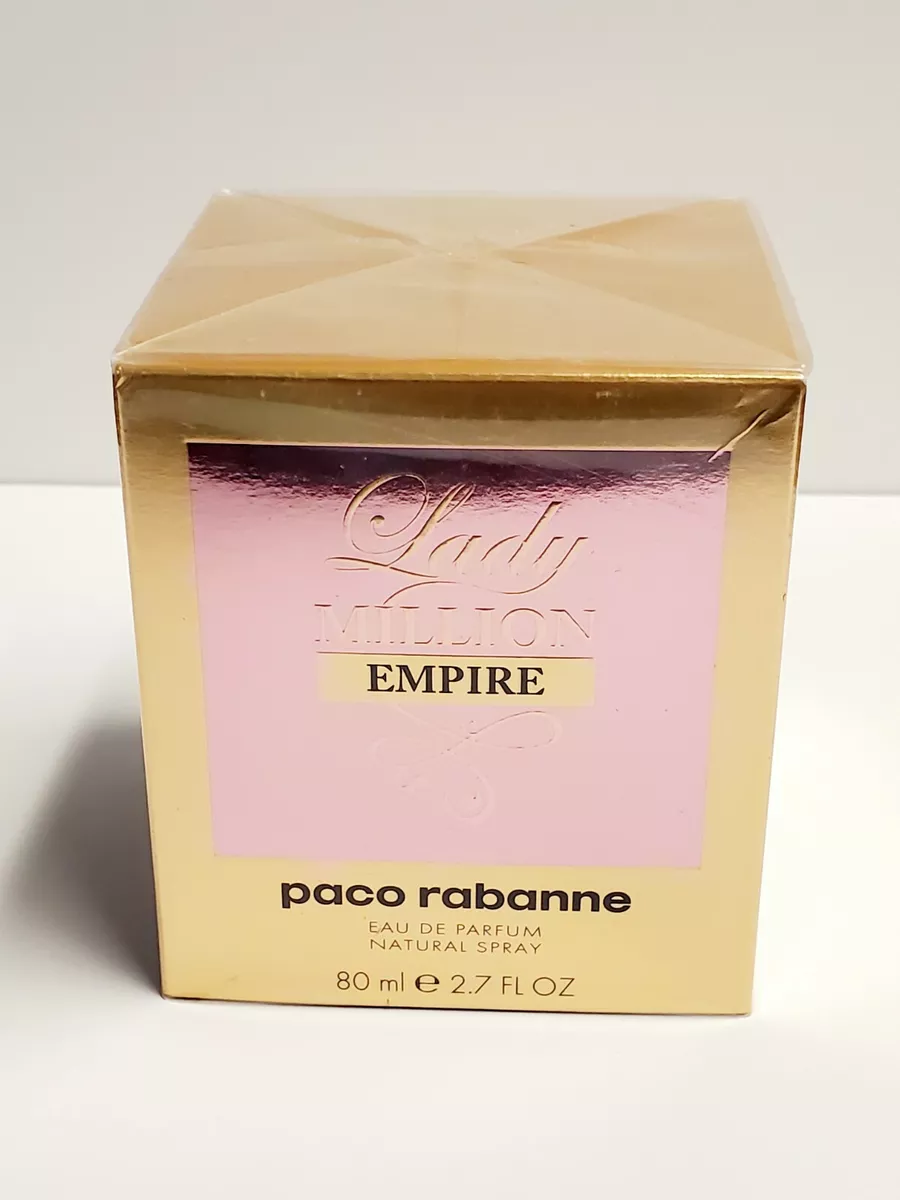 Lady
MILLION
EMPIRE
paco rabanne
EAU DE PARFUM
NATURAL SPRAY
80 ml ℮ 2.7 FL OZ